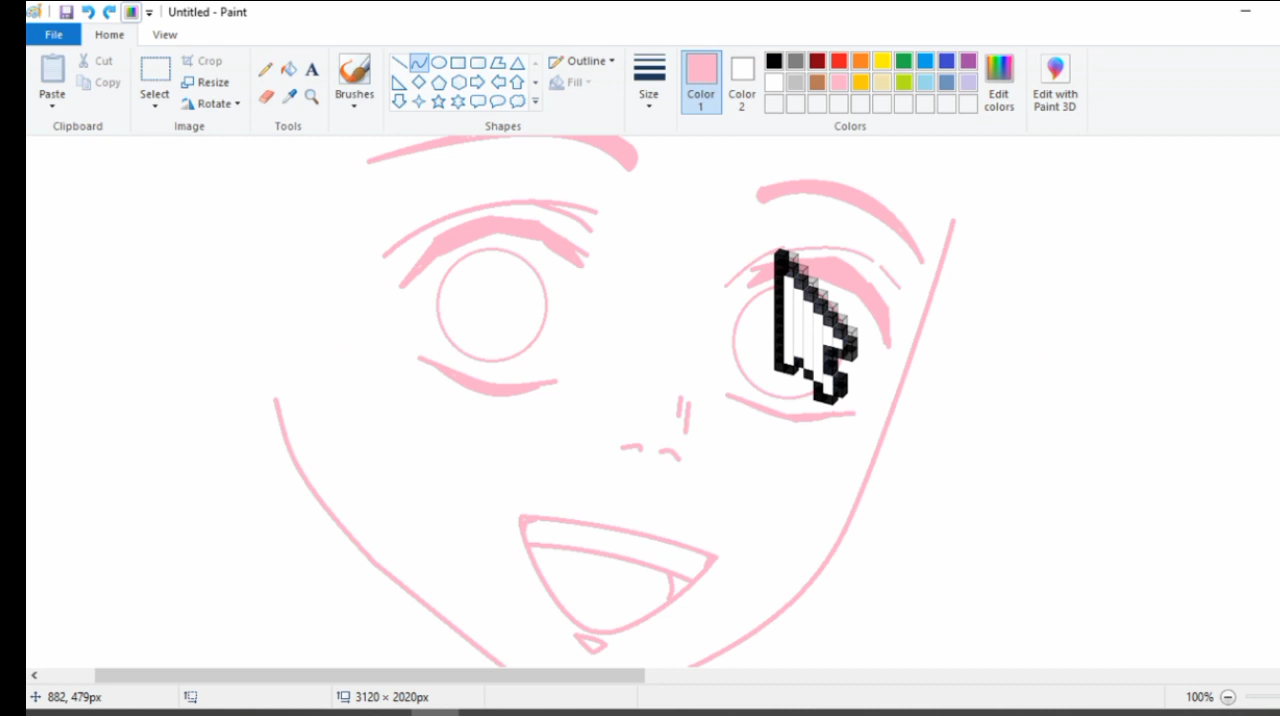 Untitled - Paint
File Home View
Paste
Cut
Copy
Clipboard
Select
Crop
Resize
Rotate
Image
A
Tools
Brushes
Outline
Fill
Shapes
Size
Color 1
Color 2
Edit colors
Colors
Edit with Paint 3D
882, 479px
3120 × 2020px
100%